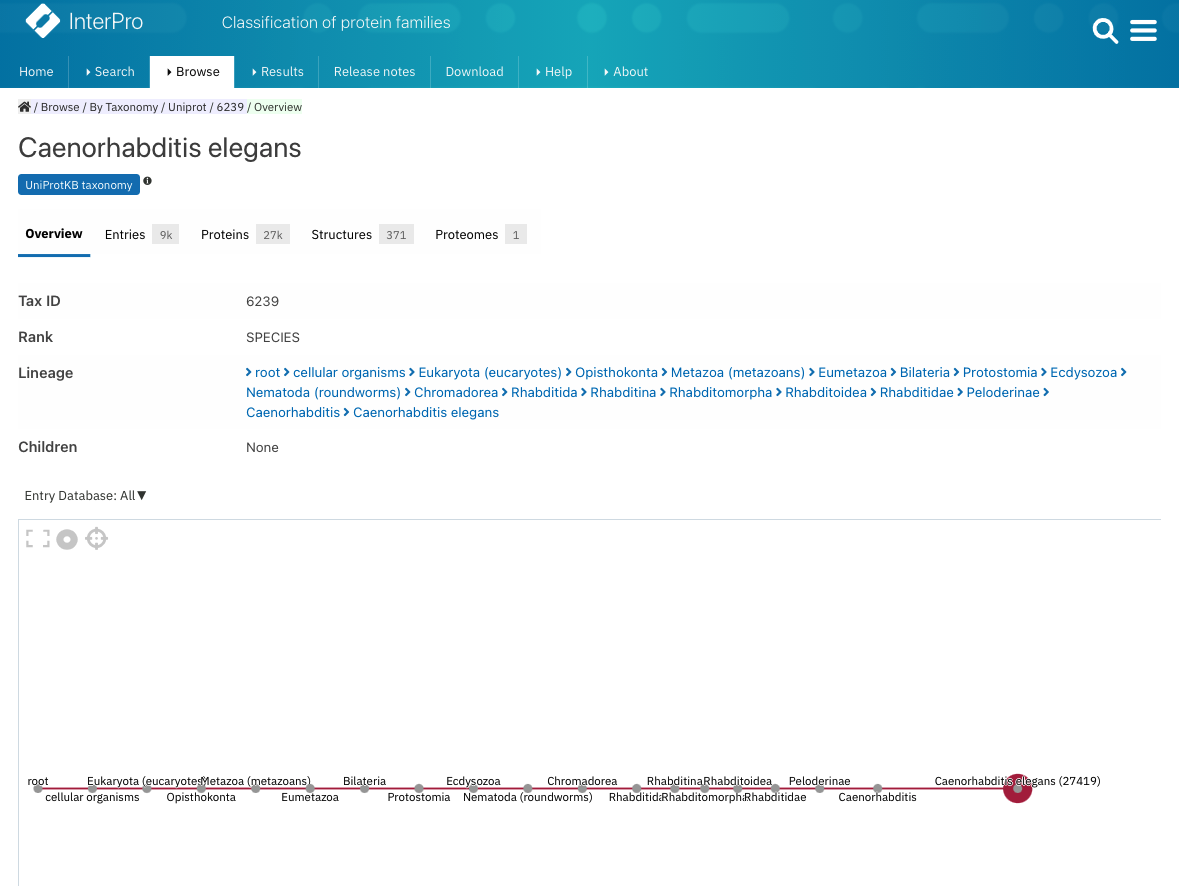 InterPro
Classification of protein families
Home Search Browse Results Release notes Download Help About
/ Browse / By Taxonomy / Uniprot / 6239 / Overview
Caenorhabditis elegans
UniProtKB taxonomy
Overview Entries 9k Proteins 27k Structures 371 Proteomes 1
Tax ID 6239
Rank SPECIES
Lineage root cellular organisms Eukaryota (eucaryotes) Opisthokonta Metazoa (metazoans) Eumetazoa Bilateria Protostomia Ecdysozoa
Nematoda (roundworms) Chromadorea Rhabditida Rhabditina Rhabditomorpha Rhabditoidea Rhabditidae Peloderinae
Caenorhabditis Caenorhabditis elegans
Children None
Entry Database: All▼
root Eukaryota (eucaryotes Metazoa (metazoans) Bilateria Ecdysozoa Chromadorea Rhabditina Rhabditoidea Peloderinae Caenorhabditis elegans (27419)
cellular organisms Opisthokonta Eumetazoa Protostomia Nematoda (roundworms) Rhabditida Rhabditomorpha Rhabditidae Caenorhabditis